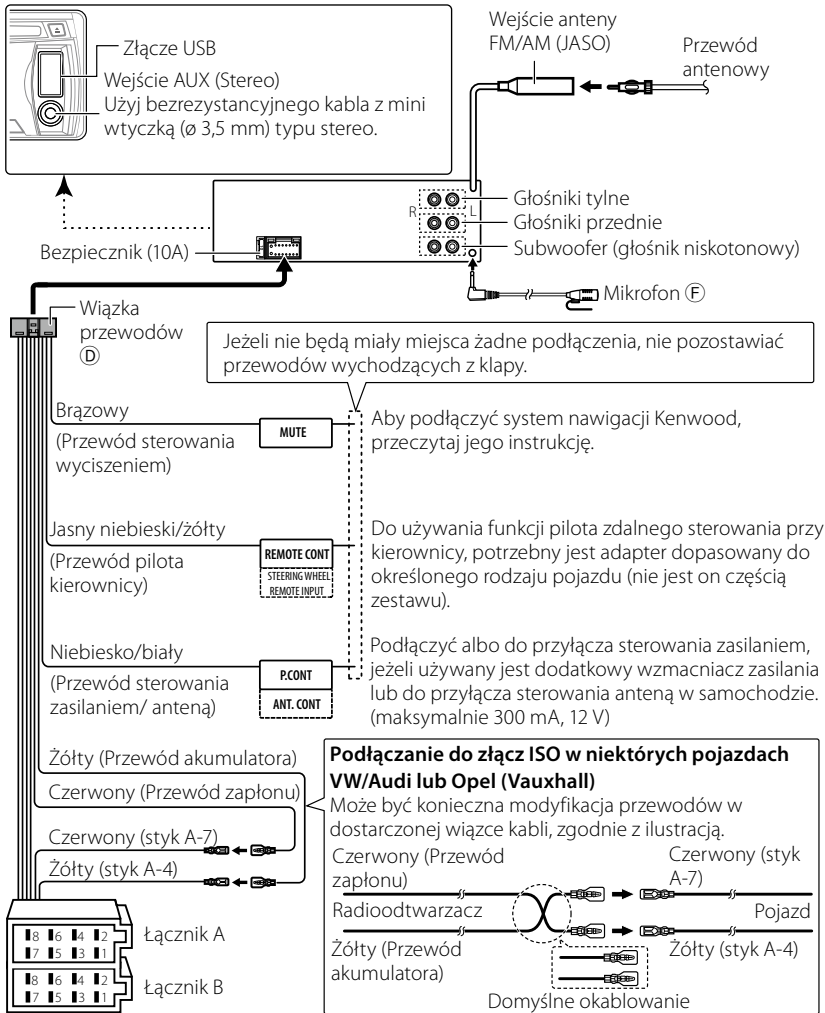 Złącze USB
Wejście AUX (Stereo)
Użyj bezrezystancyjnego kabla z mini
wtyczką (ø 3,5 mm) typu stereo.
Wejście anteny
FM/AM (JASO)
Przewód
antenowy
R
L
Głośniki tylne
Głośniki przednie
Subwoofer (głośnik niskotonowy)
Bezpiecznik (10A)
Mikrofon Ⓕ
Wiązka
przewodów
Ⓓ
Jeżeli nie będą miały miejsca żadne podłączenia, nie pozostawiać
przewodów wychodzących z klapy.
Brązowy
(Przewód sterowania
wyciszeniem)
MUTE
Aby podłączyć system nawigacji Kenwood,
przeczytaj jego instrukcję.
Jasny niebieski/żółty
(Przewód pilota
kierownicy)
REMOTE CONT
STEERING WHEEL
REMOTE INPUT
Do używania funkcji pilota zdalnego sterowania przy
kierownicy, potrzebny jest adapter dopasowany do
określonego rodzaju pojazdu (nie jest on częścią
zestawu).
Niebiesko/biały
(Przewód sterowania
zasilaniem/ anteną)
P.CONT
ANT. CONT
Podłączyć albo do przyłącza sterowania zasilaniem,
jeżeli używany jest dodatkowy wzmacniacz zasilania
lub do przyłącza sterowania anteną w samochodzie.
(maksymalnie 300 mA, 12 V)
Żółty (Przewód akumulatora)
Czerwony (Przewód zapłonu)
Czerwony (styk A-7)
Żółty (styk A-4)
8 6 4 2
7 5 3 1
Łącznik A
8 6 4 2
7 5 3 1
Łącznik B
Podłączanie do złącz ISO w niektórych pojazdach
VW/Audi lub Opel (Vauxhall)
Może być konieczna modyfikacja przewodów w
dostarczonej wiązce kabli, zgodnie z ilustracją.
Czerwony (Przewód
zapłonu)
Czerwony (styk
A-7)
Radioodtwarzacz
Pojazd
Żółty (Przewód
akumulatora)
Żółty (styk A-4)
Domyślne okablowanie